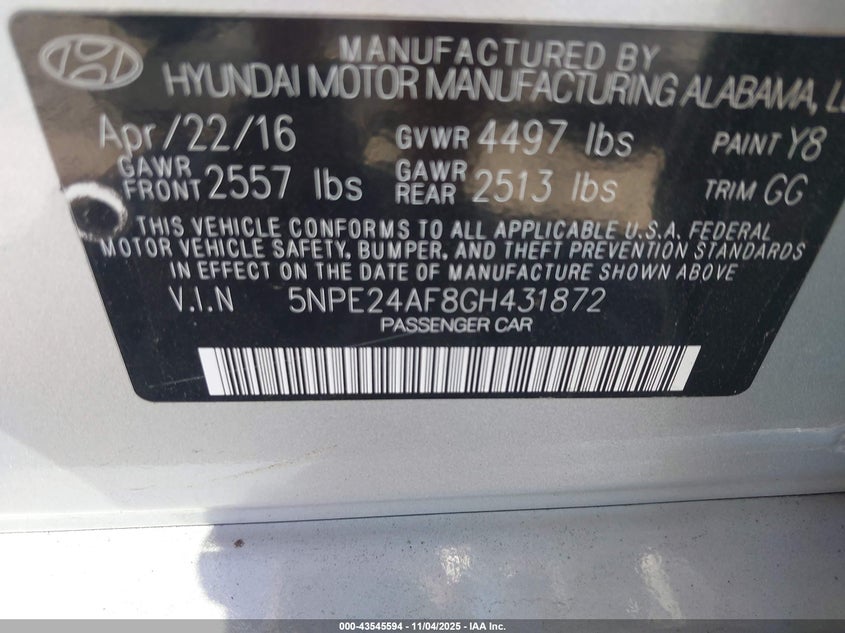 MANUFACTURED BY
HYUNDAI MOTOR MANUFACTURING ALABAMA,
Apr/22/16 GVWR 4497 lbs PAINT Y8
GAWR FRONT 2557 lbs GAWR REAR 2513 lbs TRIM GG
THIS VEHICLE CONFORMS TO ALL APPLICABLE U.S.A. FEDERAL
MOTOR VEHICLE SAFETY, BUMPER, AND THEFT PREVENTION STANDARDS
IN EFFECT ON THE DATE OF MANUFACTURE SHOWN ABOVE
V.I.N 5NPE24AF8GH431872
PASSENGER CAR
000-43545594 - 11/04/2025 - IAA Inc.